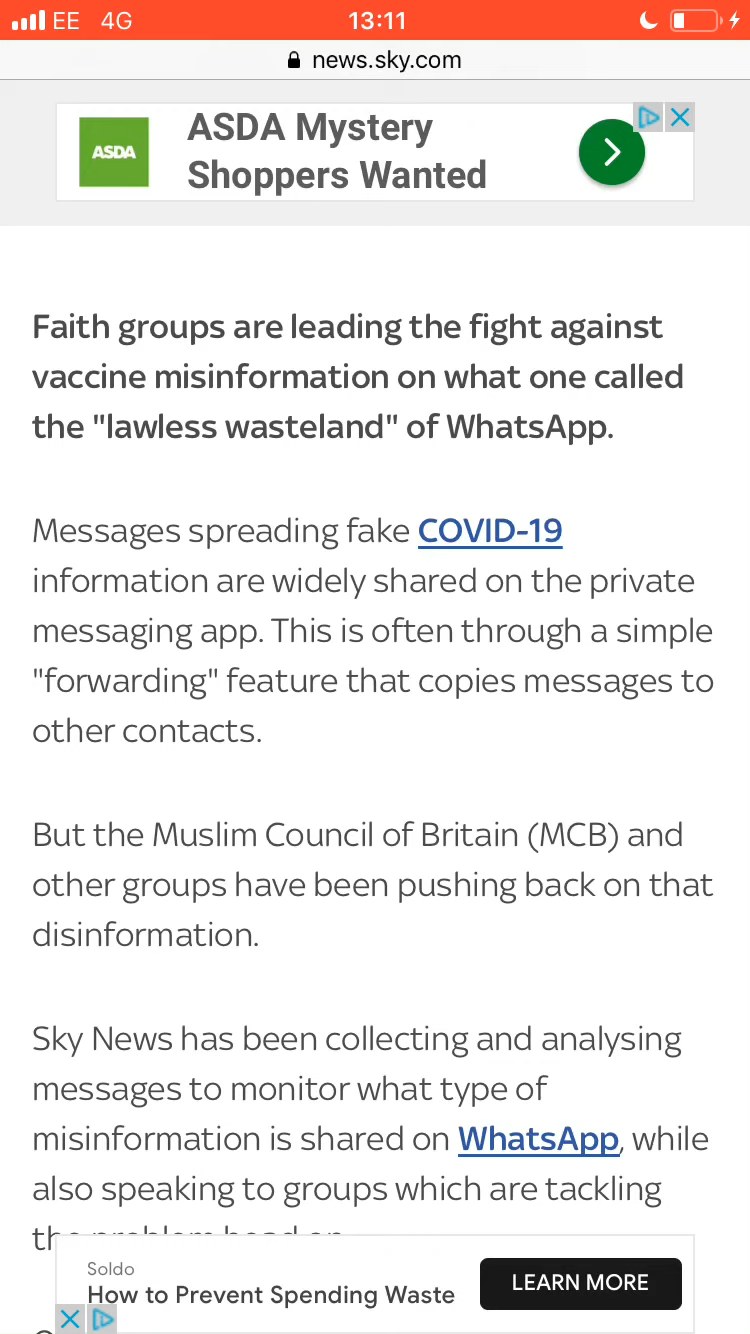 EE 4G 13:11
news.sky.com
ASDA
ASDA Mystery
Shoppers Wanted
Faith groups are leading the fight against
vaccine misinformation on what one called
the "lawless wasteland" of WhatsApp.
Messages spreading fake COVID-19
information are widely shared on the private
messaging app. This is often through a simple
"forwarding" feature that copies messages to
other contacts.
But the Muslim Council of Britain (MCB) and
other groups have been pushing back on that
disinformation.
Sky News has been collecting and analysing
messages to monitor what type of
misinformation is shared on WhatsApp, while
also speaking to groups which are tackling
the problem head on.
Soldo
How to Prevent Spending Waste
LEARN MORE